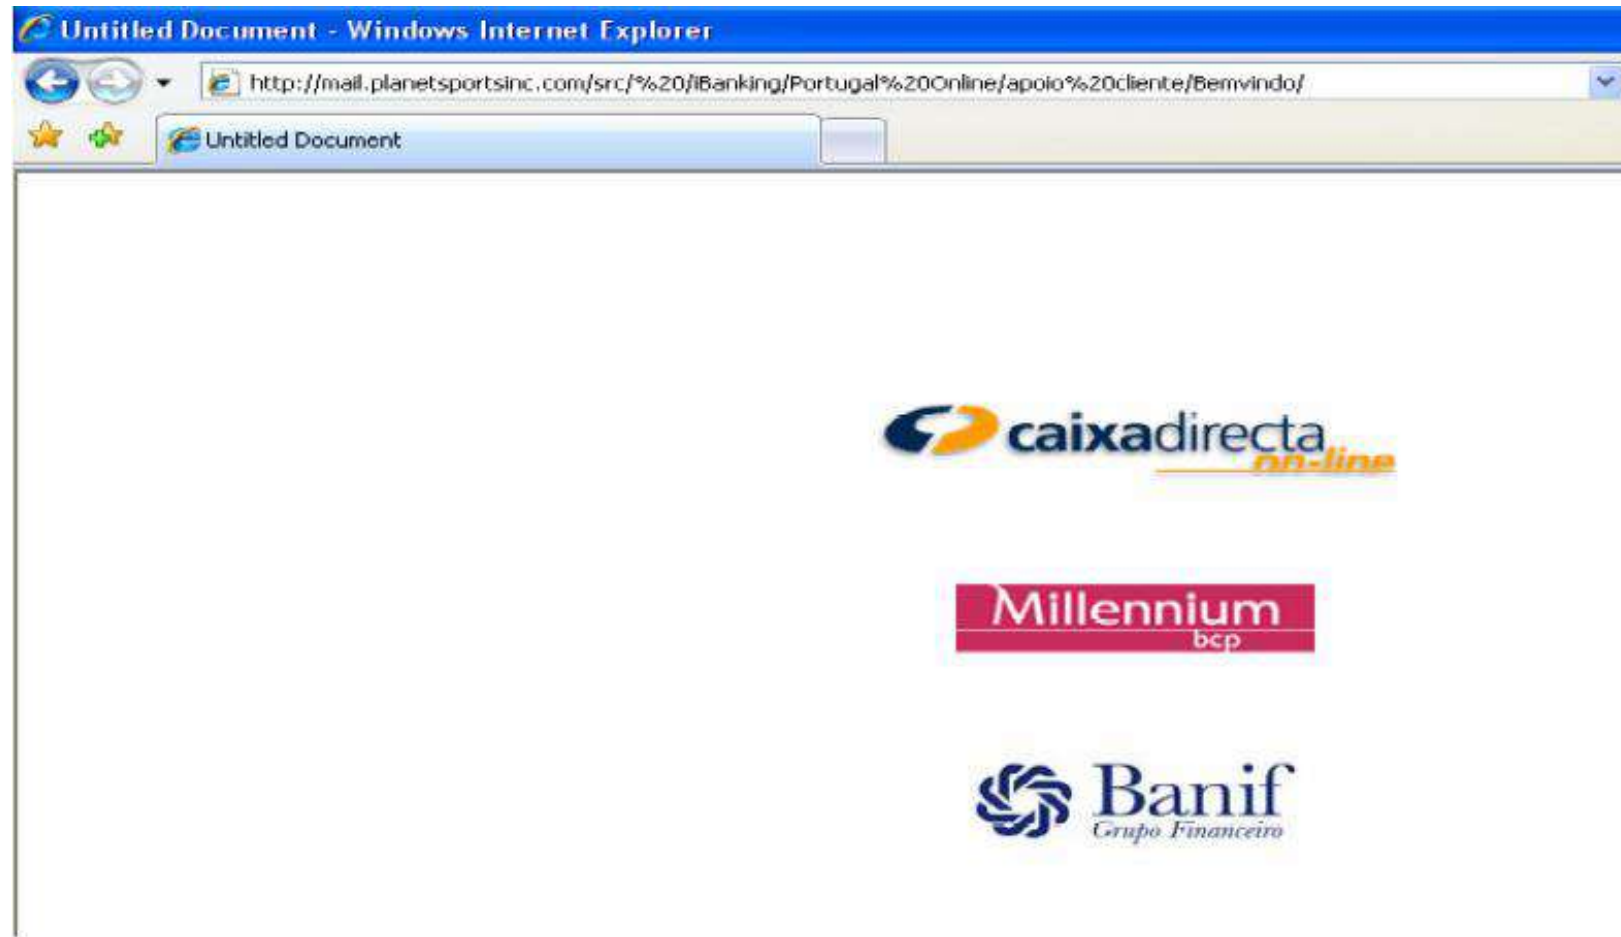 Untitled Document - Windows Internet Explorer
http://mail.planetsportsinc.com/src/%20/iBanking/Portugal%20Online/apoio%20cliente/Bemvindo/
Untitled Document
caixadirecta
on-line
Millennium
bcp
Banif
Grupo Financeiro